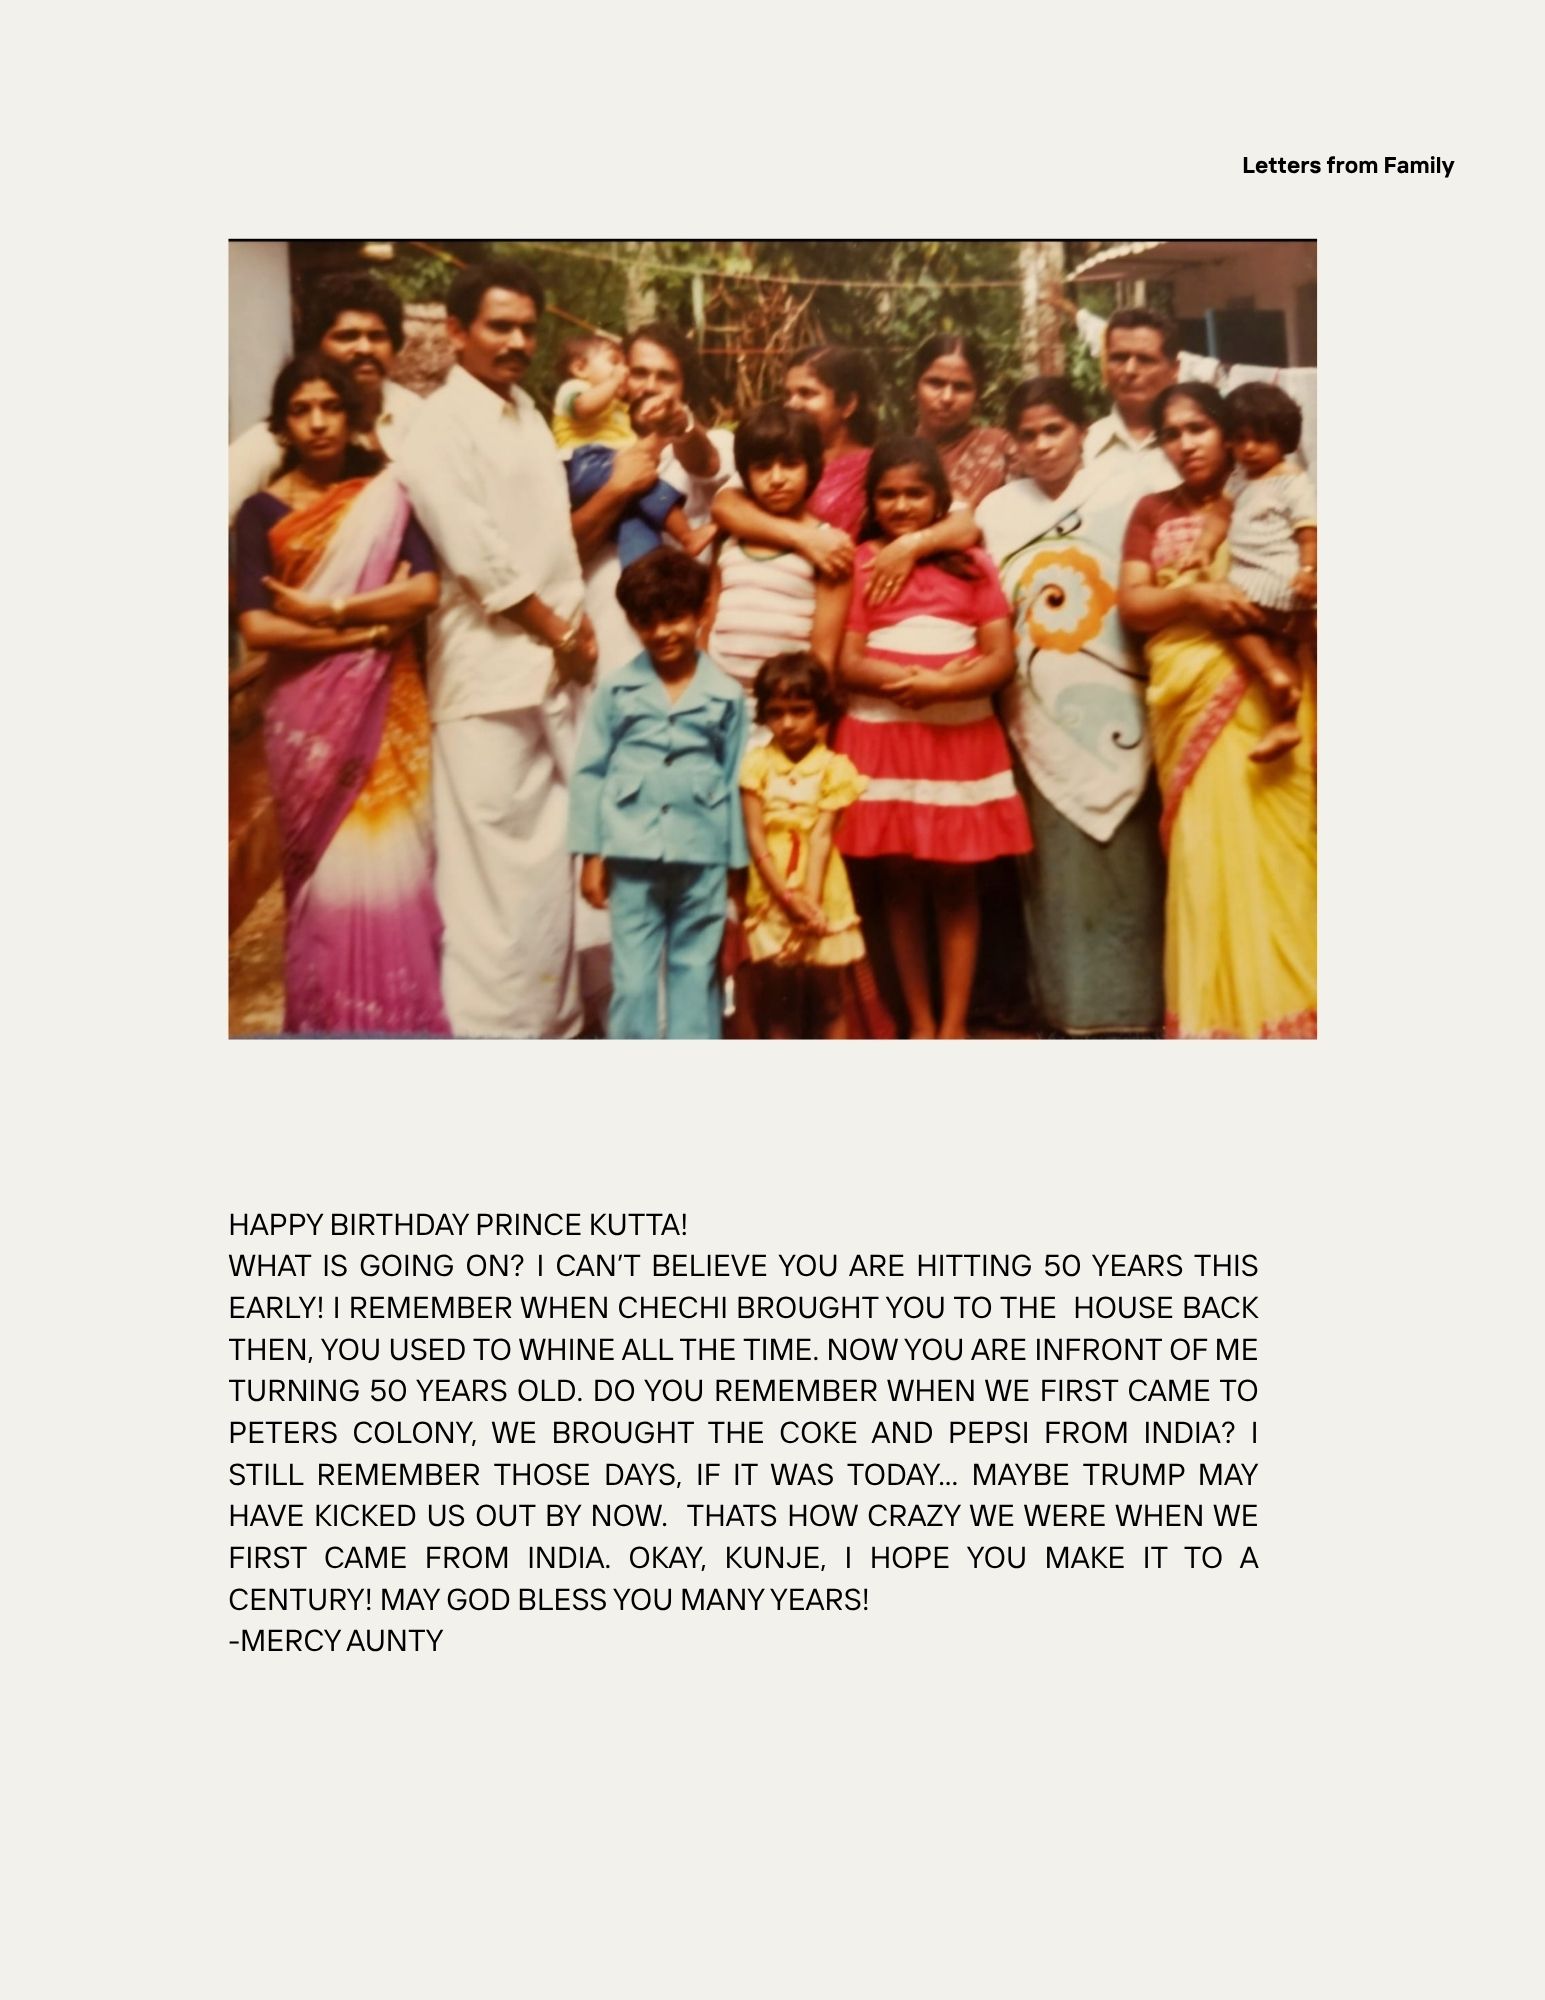 Letters from Family
HAPPY BIRTHDAY PRINCE KUTTA!
WHAT IS GOING ON? I CAN’T BELIEVE YOU ARE HITTING 50 YEARS THIS
EARLY! I REMEMBER WHEN CHECHI BROUGHT YOU TO THE  HOUSE BACK
THEN, YOU USED TO WHINE ALL THE TIME. NOW YOU ARE INFRONT OF ME
TURNING 50 YEARS OLD. DO YOU REMEMBER WHEN WE FIRST CAME TO
PETERS COLONY, WE BROUGHT THE COKE AND PEPSI FROM INDIA? I
STILL REMEMBER THOSE DAYS, IF IT WAS TODAY... MAYBE TRUMP MAY
HAVE KICKED US OUT BY NOW.  THATS HOW CRAZY WE WERE WHEN WE
FIRST CAME FROM INDIA. OKAY, KUNJE, I HOPE YOU MAKE IT TO A
CENTURY! MAY GOD BLESS YOU MANY YEARS!
-MERCY AUNTY